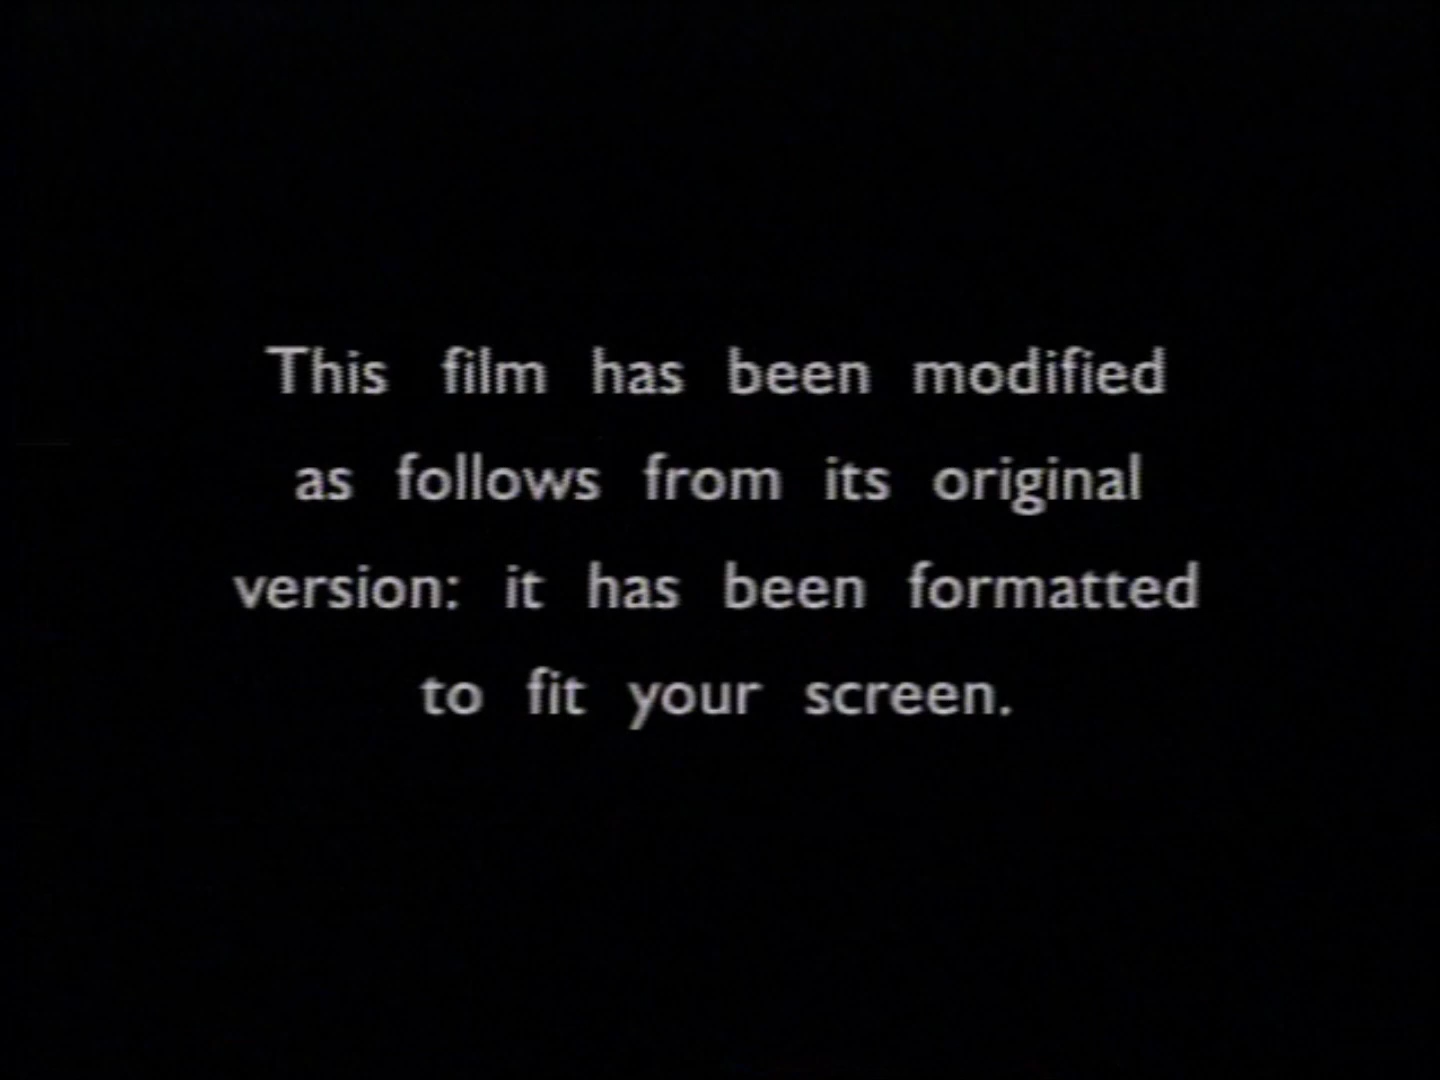 This film has been modified
as follows from its original
version: it has been formatted
to fit your screen.